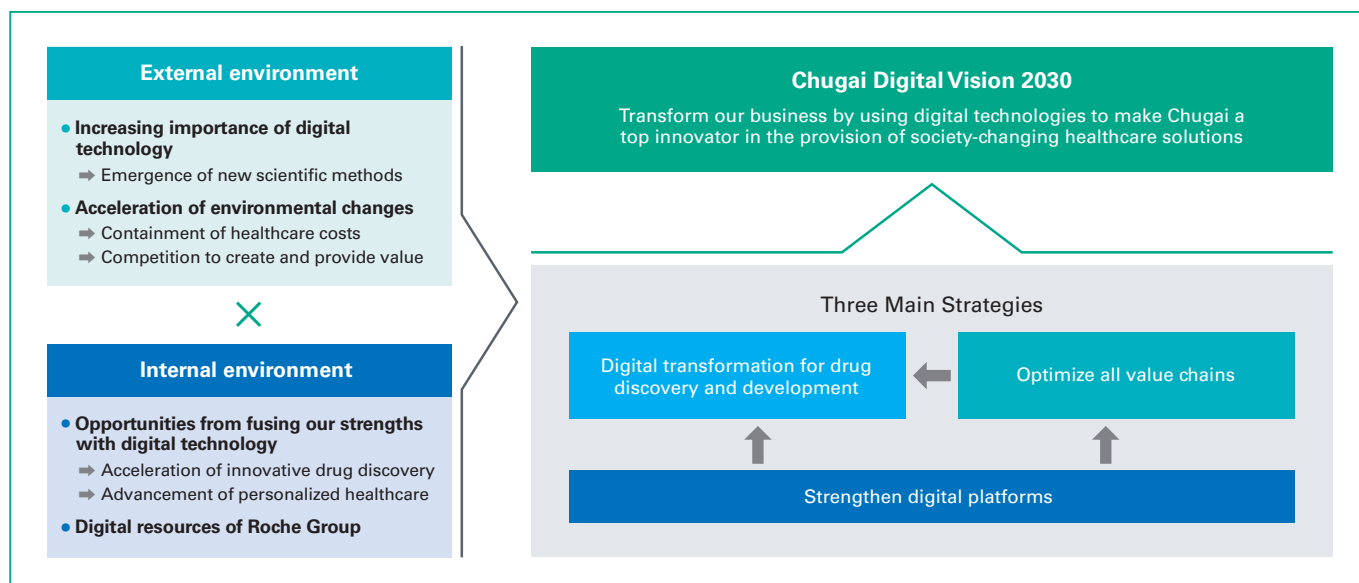 External environment
• Increasing importance of digital
technology
➡ Emergence of new scientific methods
• Acceleration of environmental changes
➡ Containment of healthcare costs
➡ Competition to create and provide value
×
Internal environment
• Opportunities from fusing our strengths
with digital technology
➡ Acceleration of innovative drug discovery
➡ Advancement of personalized healthcare
• Digital resources of Roche Group
Chugai Digital Vision 2030
Transform our business by using digital technologies to make Chugai a
top innovator in the provision of society-changing healthcare solutions
Three Main Strategies
Digital transformation for drug
discovery and development
Optimize all value chains
Strengthen digital platforms